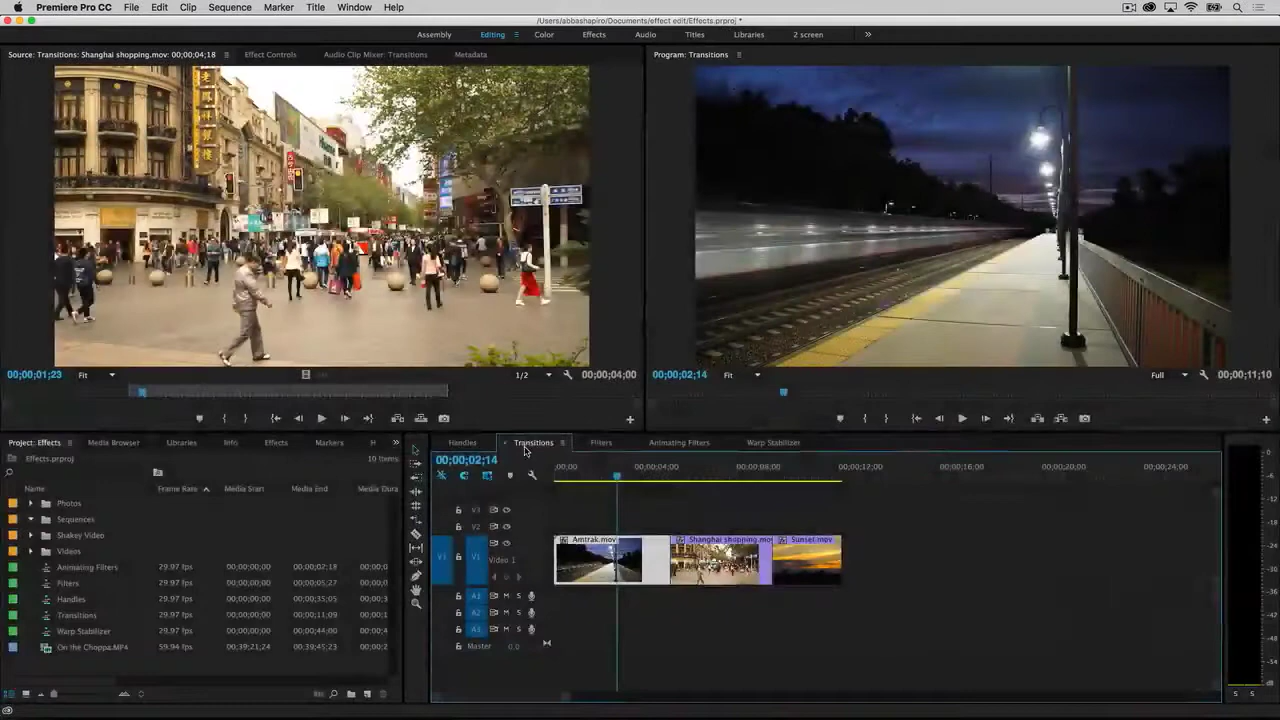 Premiere Pro CC File Edit Clip Sequence Marker Title Window Help
/Users/abbashapiro/Documents/effect edit/Effects.prproj *
Assembly Editing Color Effects Audio Titles Libraries 2 screen »
Source: Transitions: Shanghai shopping.mov: 00;00;04;18 Effect Controls Audio Clip Mixer: Transitions Metadata
Program: Transitions
00;00;01;23 Fit 1/2 00;00;04;00
00;00;02;14 Fit Full 00;00;11;10
Project: Effects Media Browser Libraries Info Effects Markers H »
Effects.prproj 10 Items
Name Frame Rate Media Start Media End Media Dura
Photos
Sequences
Shakey Video
Videos
Animating Filters 29.97 fps 00;00;00;00 00;00;02;18 00;00;0
Filters 29.97 fps 00;00;00;00 00;00;05;27 00;00;0
Handles 29.97 fps 00;00;00;00 00;00;35;05 00;00;3
Transitions 29.97 fps 00;00;00;00 00;00;11;09 00;00;1
Warp Stabilizer 29.97 fps 00;00;00;00 00;00;44;00 00;00;4
On the Choppa.MP4 59.94 fps 00;39;21;24 00;39;45;23 00;00;2
Handles × Transitions Filters Animating Filters Warp Stabilizer
00;00;02;14
;00;00 00;00;04;00 00;00;08;00 00;00;12;00 00;00;16;00 00;00;20;00 00;00;24;00
V3
V2
V1 V1 Video 1
Amtrak.mov Shanghai shopping.mov Sunset.mov
A1 M S
A2 M S
A3 M S
Master 0.0
0
-6
-12
-18
-24
-30
-36
-42
-48
-54
S S